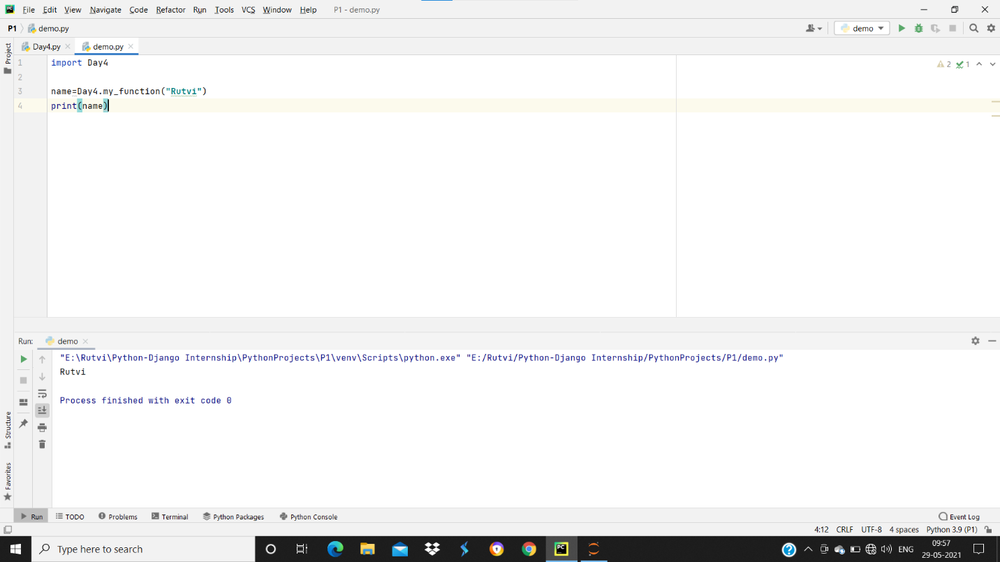 File Edit View Navigate Code Refactor Run Tools VCS Window Help P1 - demo.py
P1 demo.py demo
Project
Day4.py demo.py
1 import Day4 2 1
2
3 name=Day4.my_function("Rutvi")
4 print(name)
Run: demo
"E:\Rutvi\Python-Django Internship\PythonProjects\P1\venv\Scripts\python.exe" "E:/Rutvi/Python-Django Internship/PythonProjects/P1/demo.py"
Rutvi
Process finished with exit code 0
Structure
Favorites
Run TODO Problems Terminal Python Packages Python Console Event Log
4:12 CRLF UTF-8 4 spaces Python 3.9 (P1)
Type here to search PC ENG 09:57
29-05-2021